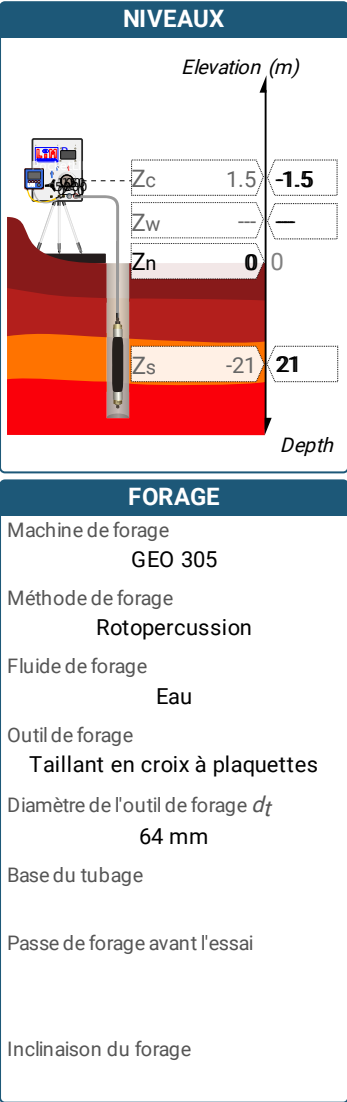 NIVEAUX
Elevation (m)
LIM
Zc 1.5 -1.5
Zw --- ---
Zn 0 0
Zs -21 21
Depth
FORAGE
Machine de forage
GEO 305
Méthode de forage
Rotopercussion
Fluide de forage
Eau
Outil de forage
Taillant en croix à plaquettes
Diamètre de l'outil de forage dt
64 mm
Base du tubage
Passe de forage avant l'essai
Inclinaison du forage